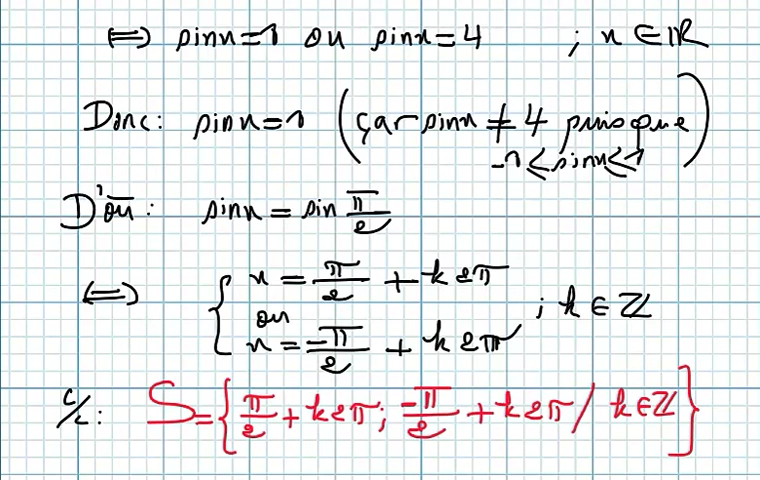 ⟺ sinx=1 ou sinx=4 ; x∈ℝ
Donc: sinx=1 (car sinx≠4 puisque -1≤sinx≤1)
D'où: sinx = sin π/2
⟺ { x = π/2 + k2π
ou ; k∈ℤ
x = -π/2 + k2π
c/c: S={π/2 + k2π; -π/2 + k2π / k∈ℤ}